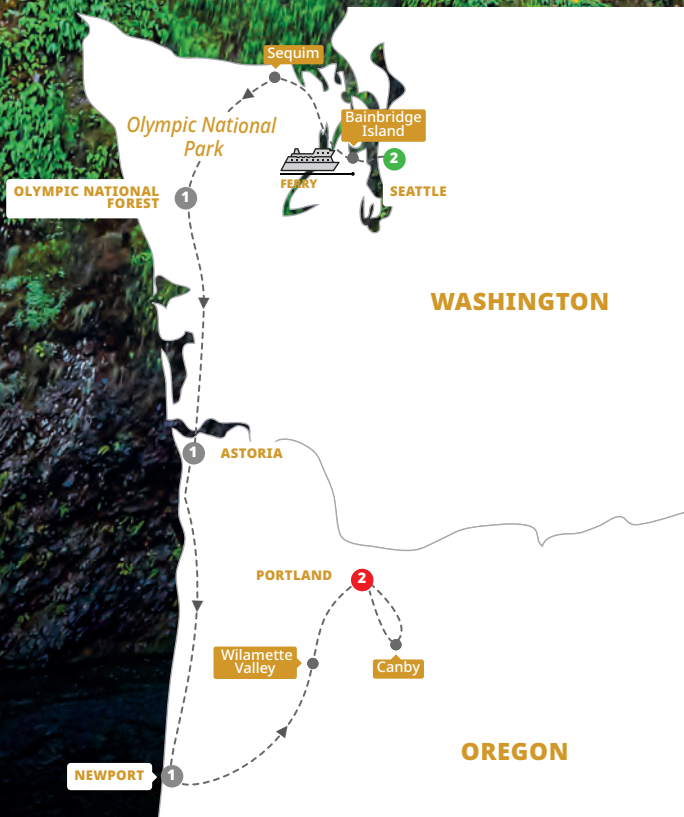 Sequim
Bainbridge
Island
Olympic National
Park
2
FERRY
SEATTLE
OLYMPIC NATIONAL
FOREST
1
WASHINGTON
1
ASTORIA
PORTLAND
2
Wilamette
Valley
Canby
OREGON
NEWPORT
1